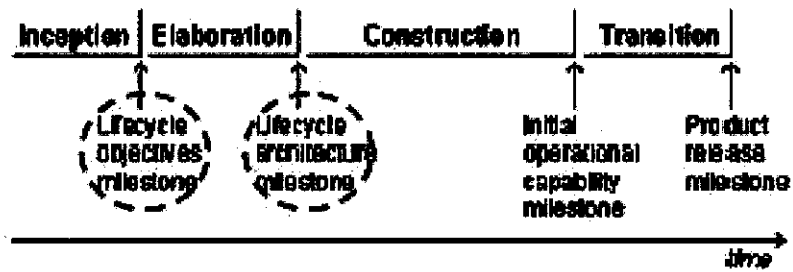 Inception Elaboration Construction Transition
Lifecycle objectives milestone
Lifecycle architecture milestone
Initial operational capability milestone
Product release milestone
time